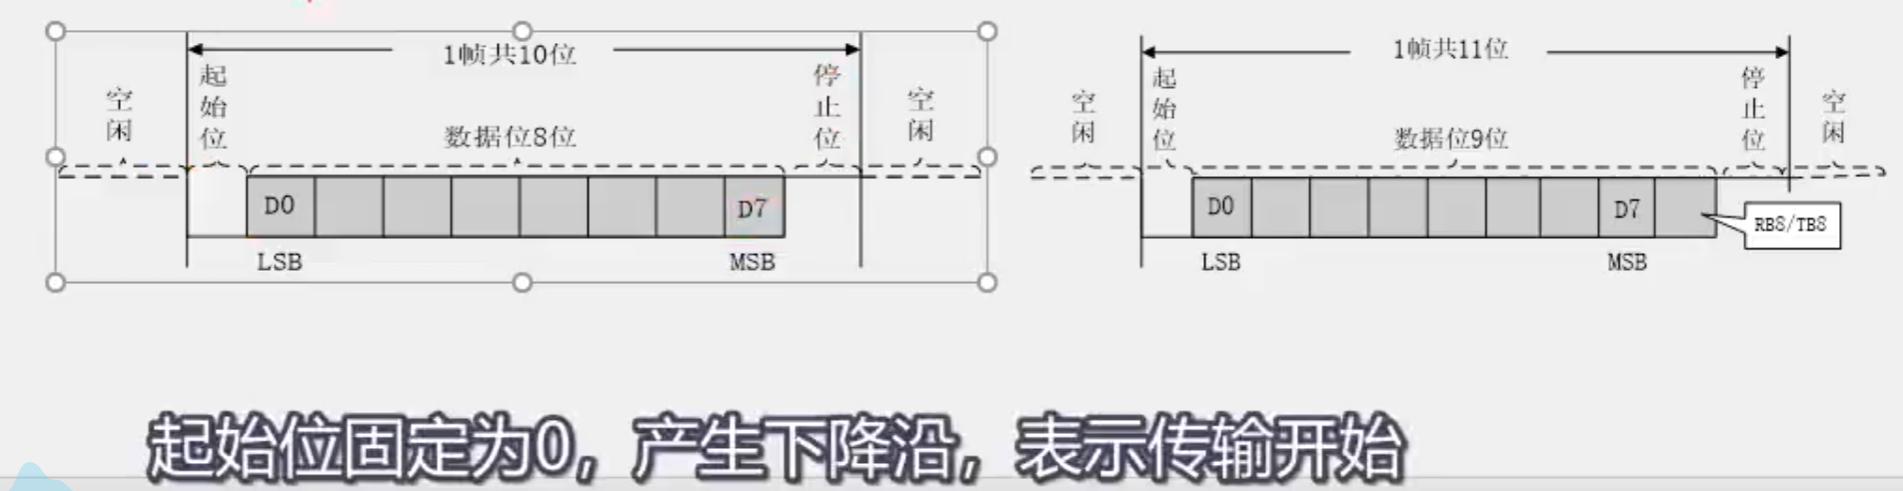 1帧共10位
空闲
起始位
数据位8位
停止位
空闲
D0
D7
LSB
MSB
1帧共11位
空闲
起始位
数据位9位
停止位
空闲
D0
D7
RB8/TB8
LSB
MSB
起始位固定为0，产生下降沿，表示传输开始